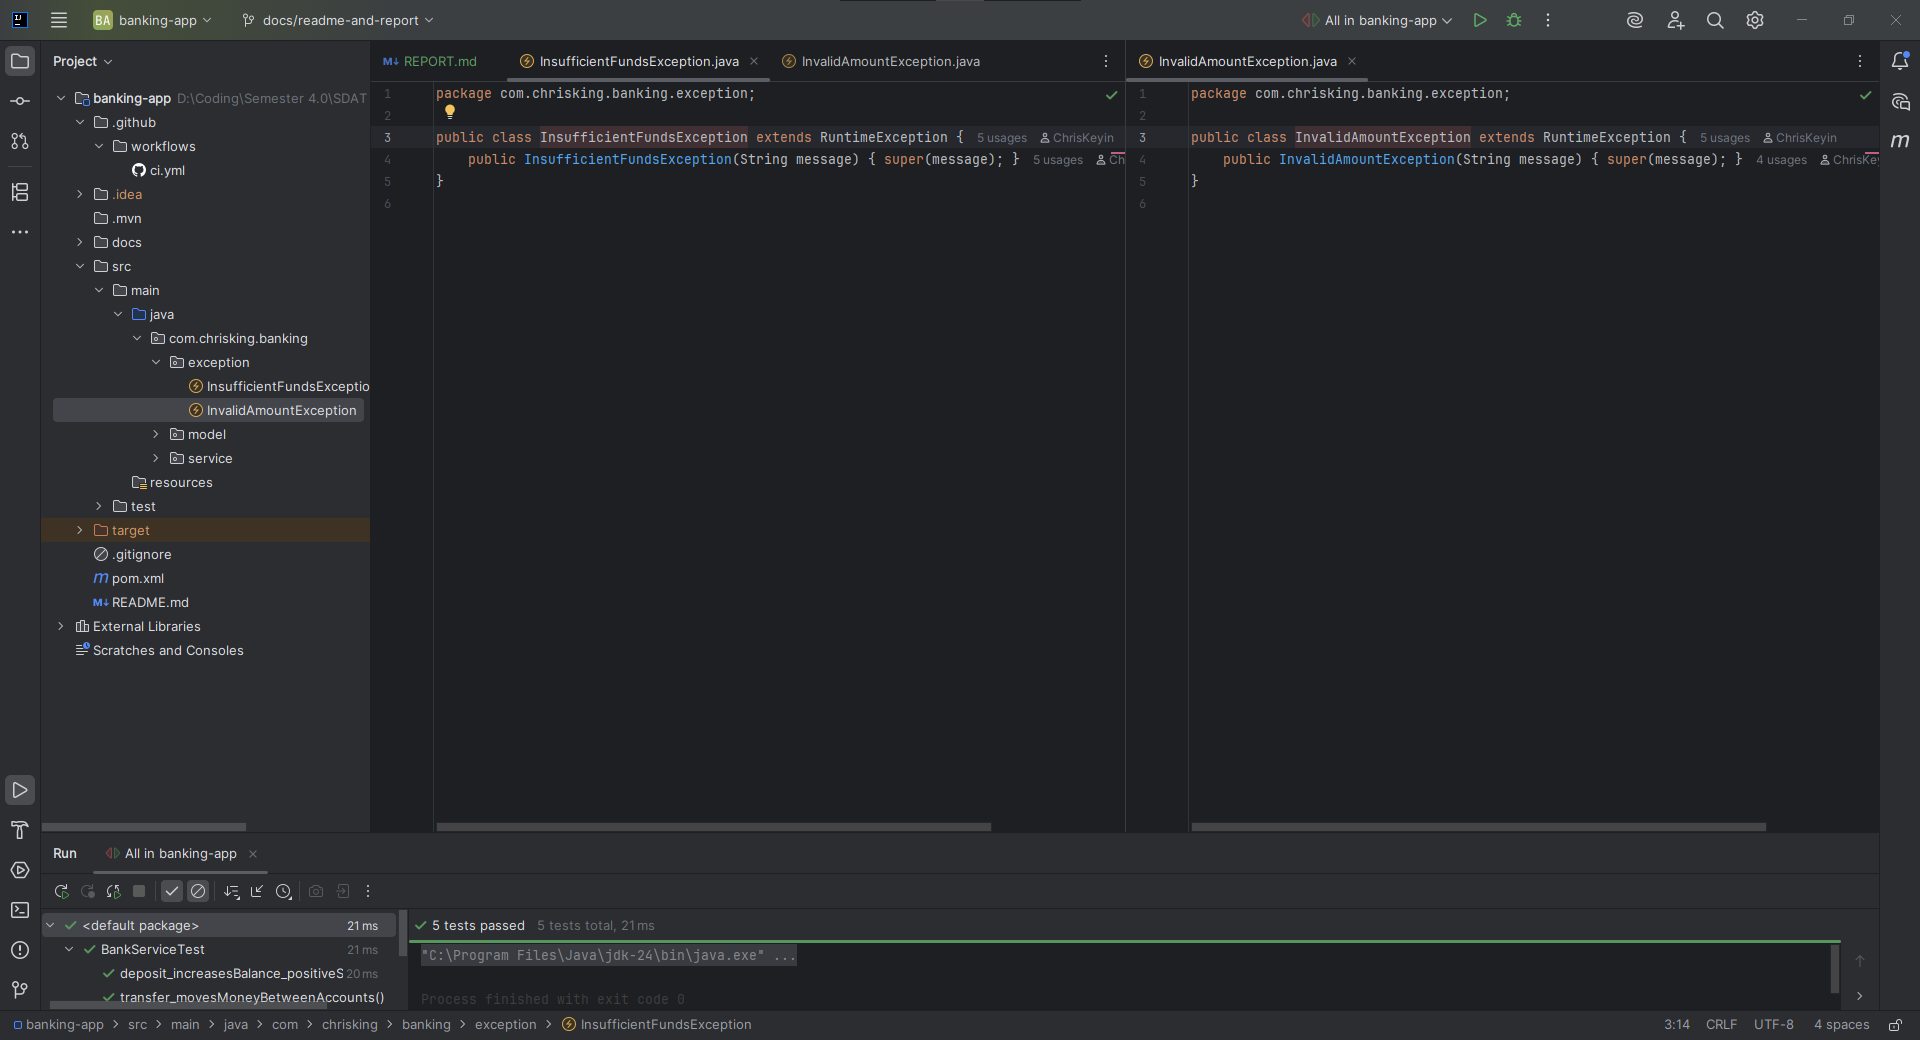 BA banking-app docs/readme-and-report All in banking-app
Project
banking-app D:\Coding\Semester 4.0\SDAT
.github
workflows
ci.yml
.idea
.mvn
docs
src
main
java
com.chrisking.banking
exception
InsufficientFundsExceptio
InvalidAmountException
model
service
resources
test
target
.gitignore
m pom.xml
M↓ README.md
External Libraries
Scratches and Consoles
M↓ REPORT.md InsufficientFundsException.java InvalidAmountException.java
1 package com.chrisking.banking.exception;
2
3 public class InsufficientFundsException extends RuntimeException { 5 usages ChrisKeyin
4 public InsufficientFundsException(String message) { super(message); } 5 usages Ch
5 }
6
InvalidAmountException.java
1 package com.chrisking.banking.exception;
2
3 public class InvalidAmountException extends RuntimeException { 5 usages ChrisKeyin
4 public InvalidAmountException(String message) { super(message); } 4 usages ChrisKey
5 }
6
m
Run All in banking-app
<default package> 21 ms
BankServiceTest 21 ms
deposit_increasesBalance_positiveS 20 ms
transfer_movesMoneyBetweenAccounts()
5 tests passed 5 tests total, 21 ms
"C:\Program Files\Java\jdk-24\bin\java.exe" ...
Process finished with exit code 0
banking-app > src > main > java > com > chrisking > banking > exception > InsufficientFundsException
3:14 CRLF UTF-8 4 spaces